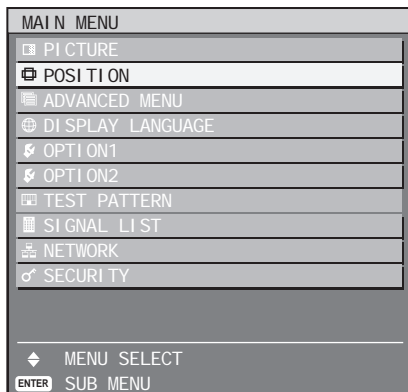 MAIN MENU
PICTURE
POSITION
ADVANCED MENU
DISPLAY LANGUAGE
OPTION1
OPTION2
TEST PATTERN
SIGNAL LIST
NETWORK
SECURITY
MENU SELECT
ENTER SUB MENU